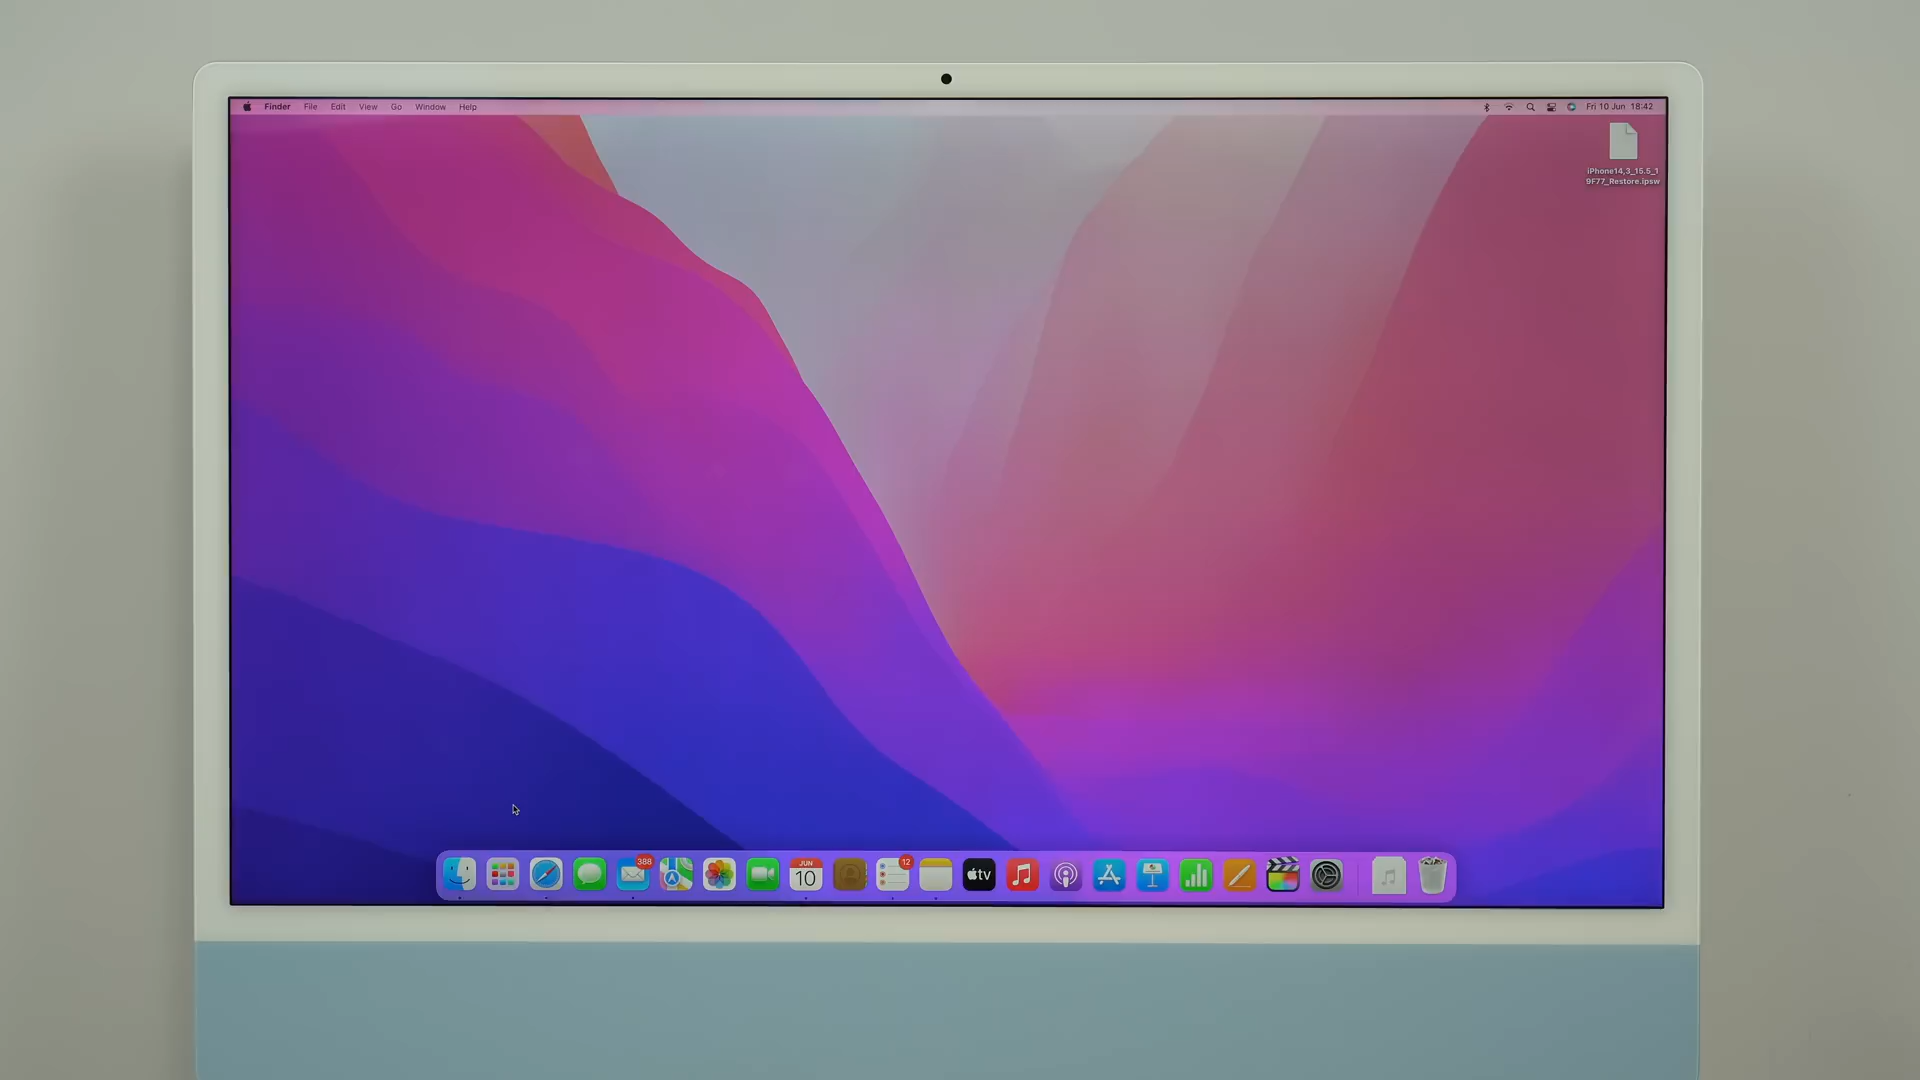 Finder File Edit View Go Window Help
Fri 10 Jun 18:42
iPhone14,3_15.5_1
9F77_Restore.ipsw
388
JUN
10
12
tv